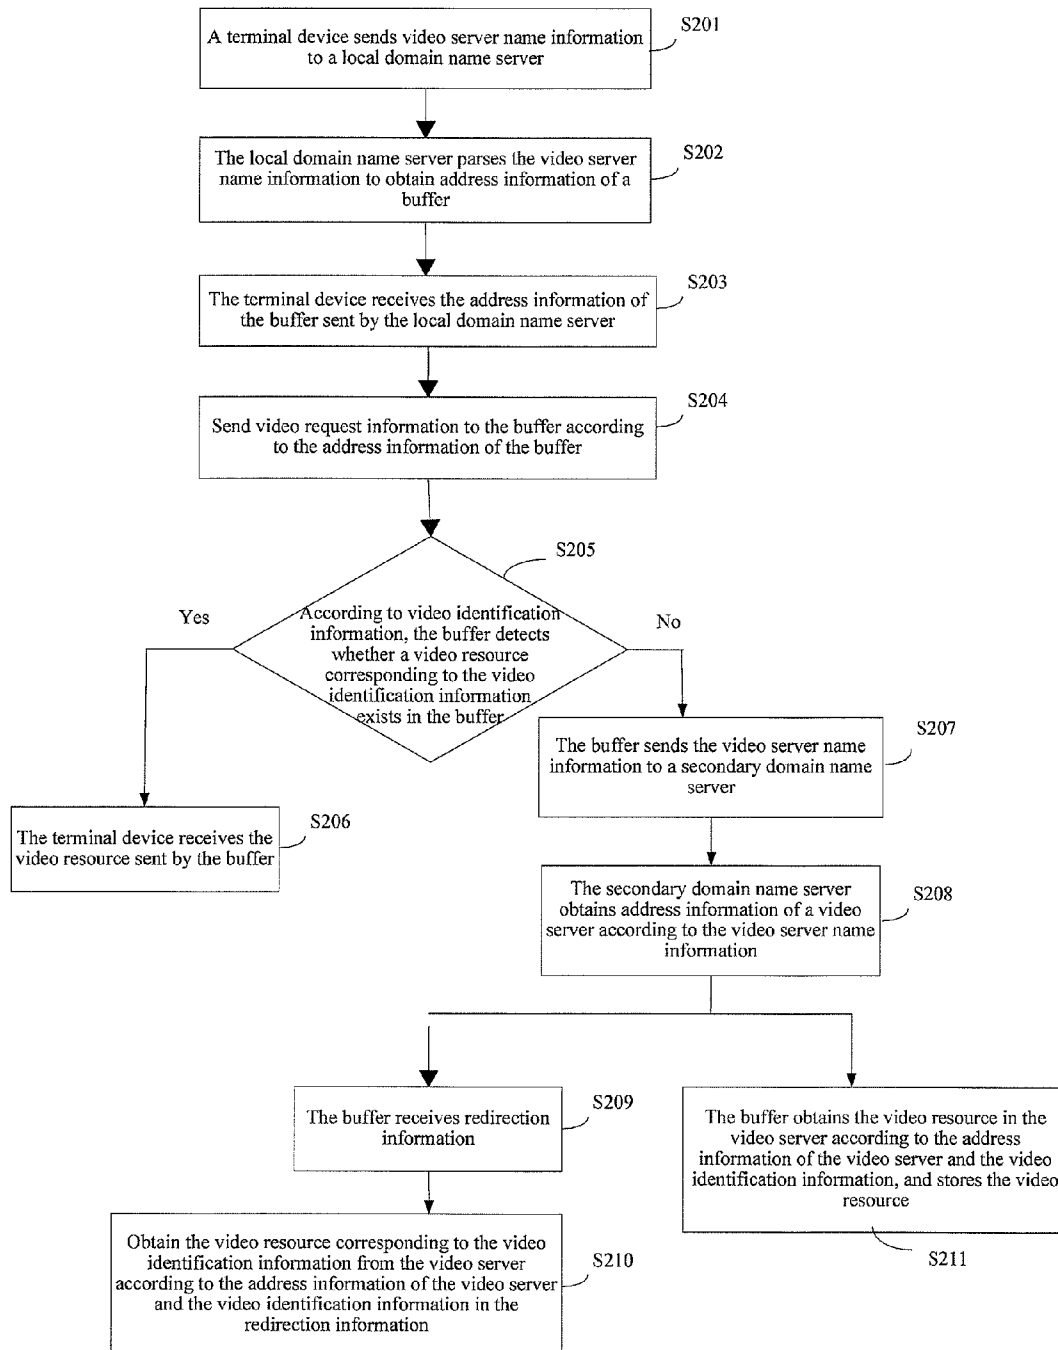 S201
A terminal device sends video server name information
to a local domain name server
S202
The local domain name server parses the video server
name information to obtain address information of a
buffer
S203
The terminal device receives the address information of
the buffer sent by the local domain name server
S204
Send video request information to the buffer according
to the address information of the buffer
S205
Yes
According to video identification
information, the buffer detects
whether a video resource
corresponding to the video
identification information
exists in the buffer
No
S207
The buffer sends the video server name
information to a secondary domain name
server
S206
The terminal device receives the
video resource sent by the buffer
S208
The secondary domain name server
obtains address information of a video
server according to the video server name
information
S209
The buffer receives redirection
information
The buffer obtains the video resource in the
video server according to the address
information of the video server and the video
identification information, and stores the video
resource
S211
S210
Obtain the video resource corresponding to the video
identification information from the video server
according to the address information of the video server
and the video identification information in the
redirection information